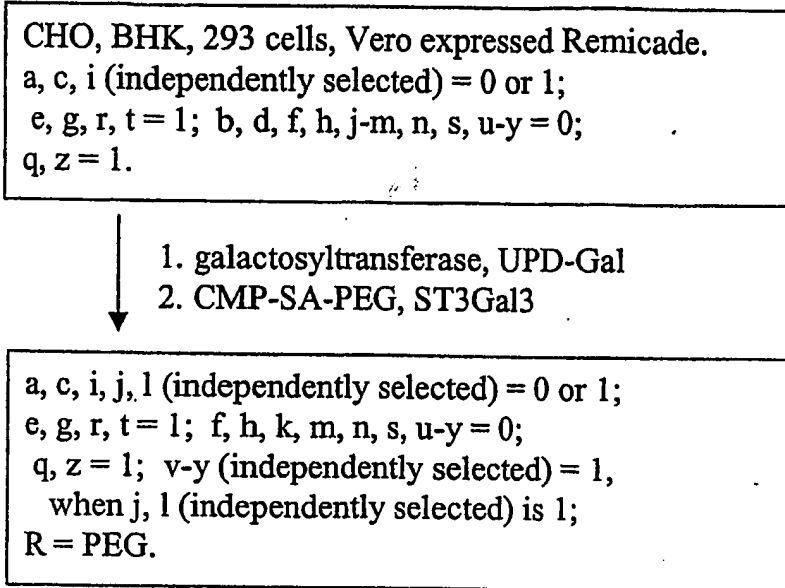 CHO, BHK, 293 cells, Vero expressed Remicade.
a, c, i (independently selected) = 0 or 1;
e, g, r, t = 1; b, d, f, h, j-m, n, s, u-y = 0;
q, z = 1.
1. galactosyltransferase, UPD-Gal
2. CMP-SA-PEG, ST3Gal3
a, c, i, j, l (independently selected) = 0 or 1;
e, g, r, t = 1; f, h, k, m, n, s, u-y = 0;
q, z = 1; v-y (independently selected) = 1,
when j, l (independently selected) is 1;
R = PEG.